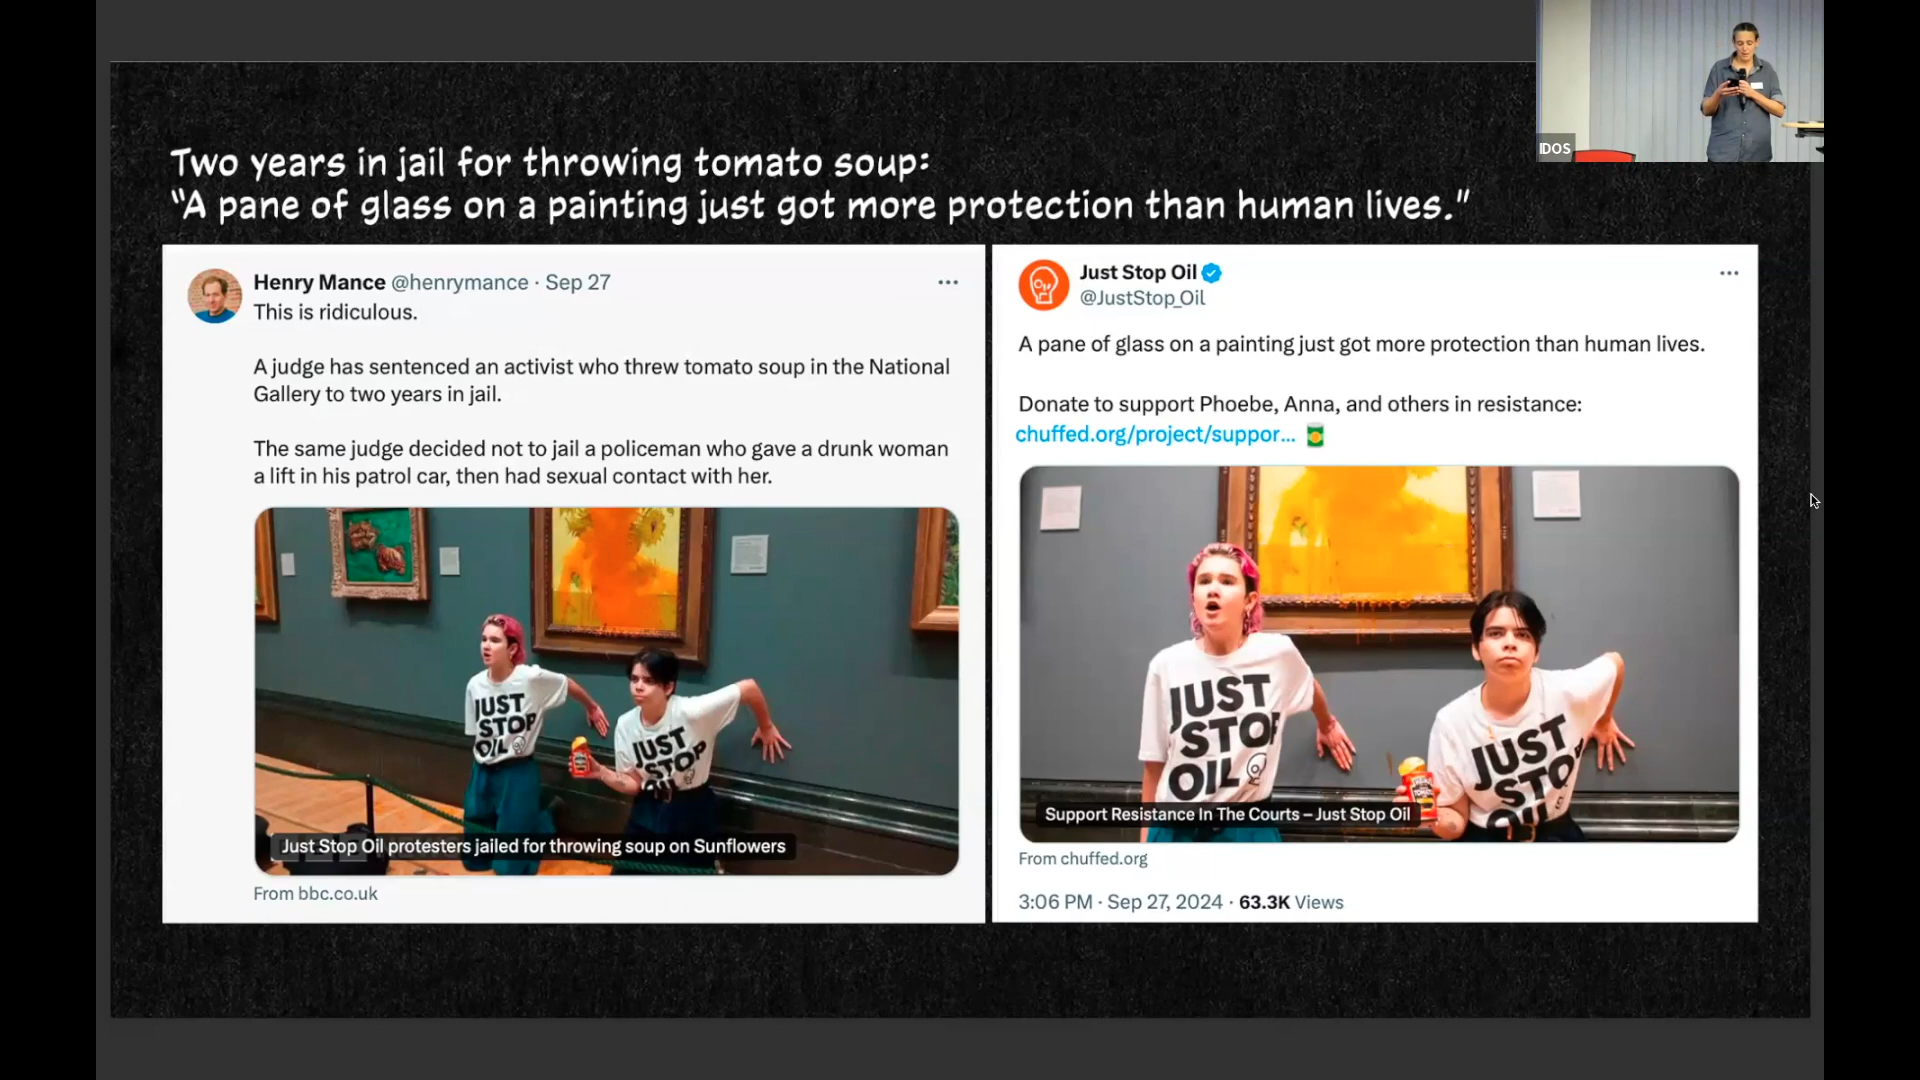 IDOS
Two years in jail for throwing tomato soup:
“A pane of glass on a painting just got more protection than human lives.”
Henry Mance @henrymance · Sep 27
This is ridiculous.
A judge has sentenced an activist who threw tomato soup in the National
Gallery to two years in jail.
The same judge decided not to jail a policeman who gave a drunk woman
a lift in his patrol car, then had sexual contact with her.
JUST
STOP
OIL
JUST
STOP
Just Stop Oil protesters jailed for throwing soup on Sunflowers
From bbc.co.uk
Just Stop Oil
@JustStop_Oil
A pane of glass on a painting just got more protection than human lives.
Donate to support Phoebe, Anna, and others in resistance:
chuffed.org/project/suppor...
JUST
STOP
OIL
JUST
STOP
OIL
Support Resistance In The Courts – Just Stop Oil
From chuffed.org
3:06 PM · Sep 27, 2024 · 63.3K Views